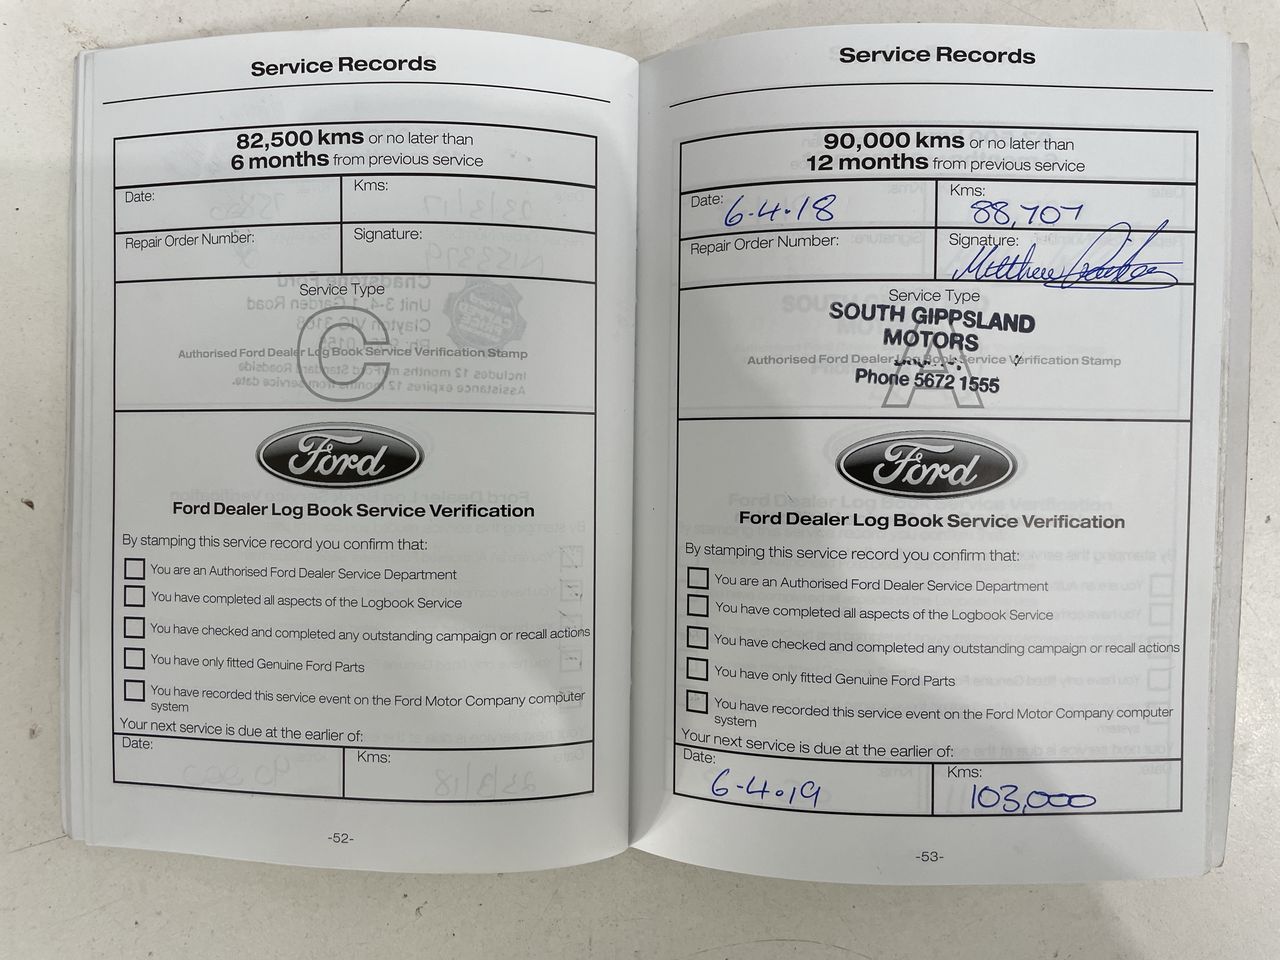 Service Records
82,500 kms or no later than
6 months from previous service
Date:
Kms:
Repair Order Number:
Signature:
Service Type
C
Authorised Ford Dealer Log Book Service Verification Stamp
Ford
Ford Dealer Log Book Service Verification
By stamping this service record you confirm that:
You are an Authorised Ford Dealer Service Department
You have completed all aspects of the Logbook Service
You have checked and completed any outstanding campaign or recall actions
You have only fitted Genuine Ford Parts
You have recorded this service event on the Ford Motor Company computer
system
Your next service is due at the earlier of:
Date:
Kms:
-52-
Service Records
90,000 kms or no later than
12 months from previous service
Date: 6-4-18
Kms: 88,707
Repair Order Number:
Signature: Matthew
Service Type
SOUTH GIPPSLAND
MOTORS
A
Authorised Ford Dealer Log Book Service Verification Stamp
Phone 5672 1555
Ford
Ford Dealer Log Book Service Verification
By stamping this service record you confirm that:
You are an Authorised Ford Dealer Service Department
You have completed all aspects of the Logbook Service
You have checked and completed any outstanding campaign or recall actions
You have only fitted Genuine Ford Parts
You have recorded this service event on the Ford Motor Company computer
system
Your next service is due at the earlier of:
Date: 6-4-19
Kms: 103,000
-53-